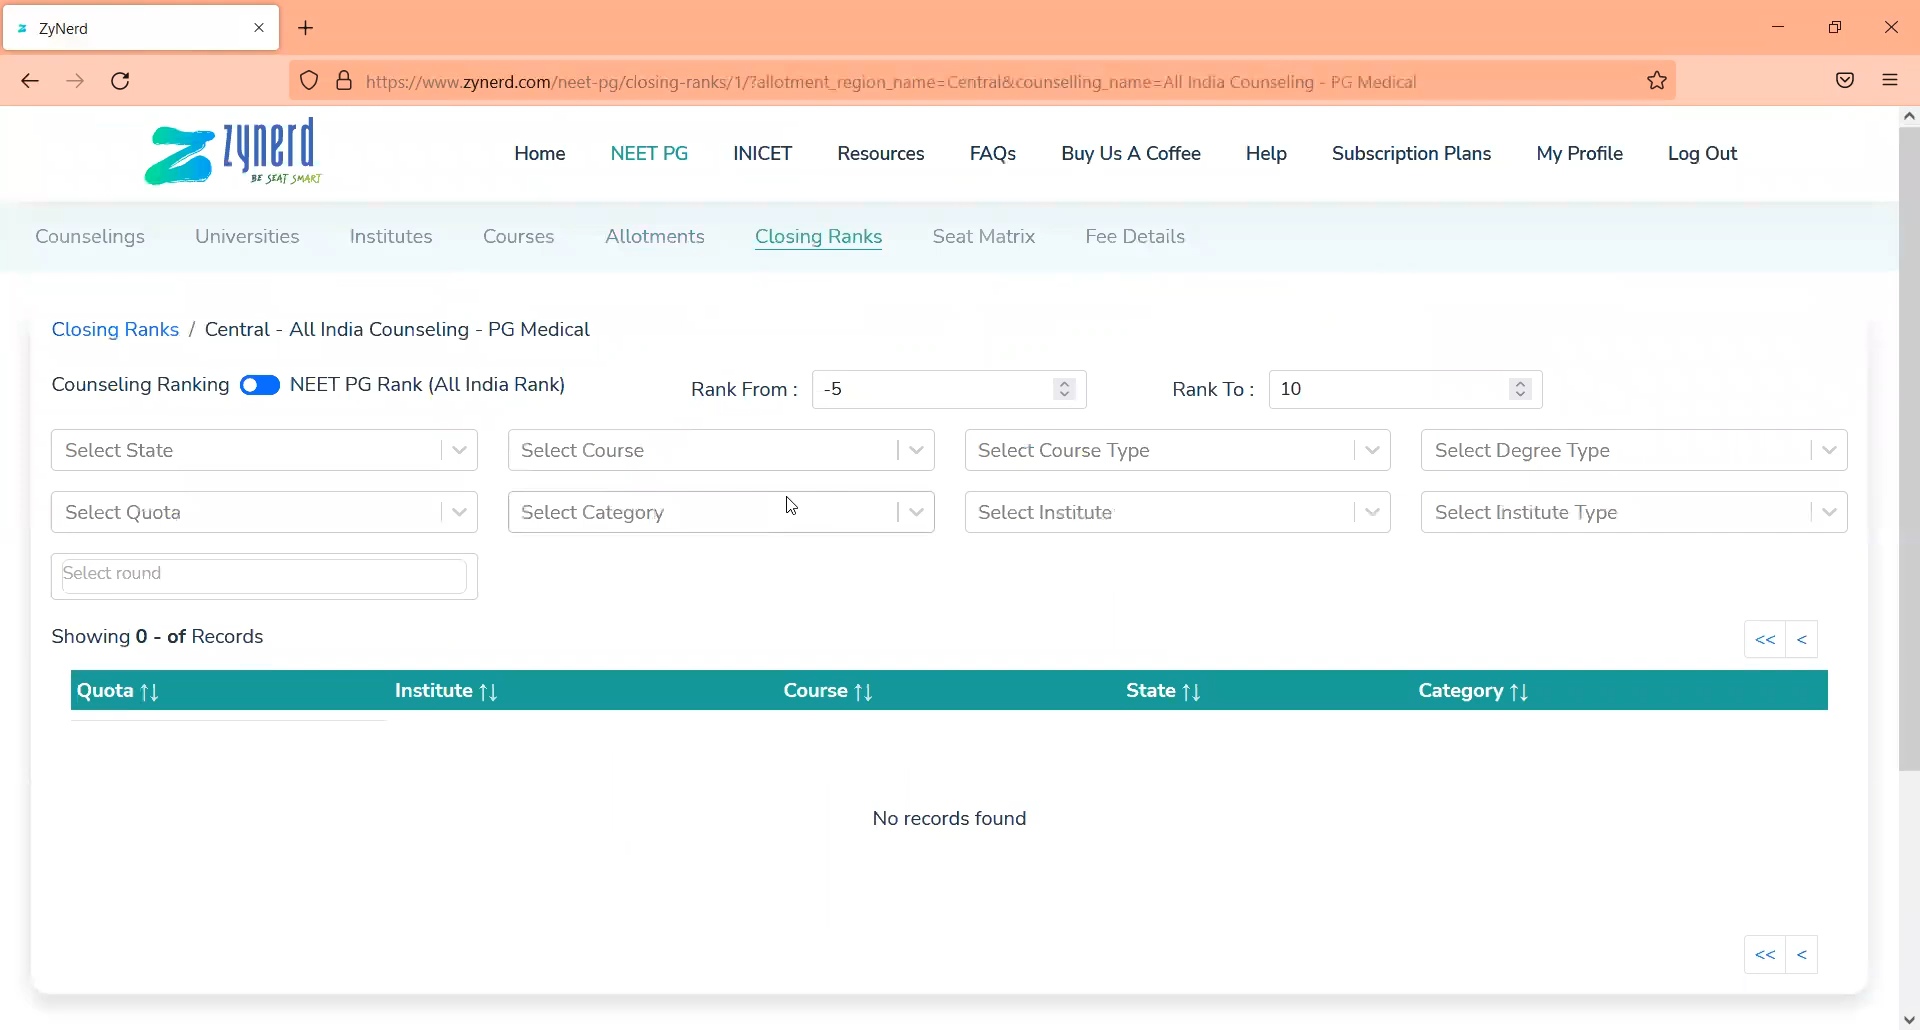 ZyNerd
https://www.zynerd.com/neet-pg/closing-ranks/1/?allotment_region_name=Central&counselling_name=All India Counseling - PG Medical
zynerd
BE SEAT SMART
Home NEET PG INICET Resources FAQs Buy Us A Coffee Help Subscription Plans My Profile Log Out
Counselings Universities Institutes Courses Allotments Closing Ranks Seat Matrix Fee Details
Closing Ranks / Central - All India Counseling - PG Medical
Counseling Ranking NEET PG Rank (All India Rank) Rank From : -5 Rank To : 10
Select State Select Course Select Course Type Select Degree Type
Select Quota Select Category Select Institute Select Institute Type
Select round
Showing 0 - of Records << <
Quota ↑↓ Institute ↑↓ Course ↑↓ State ↑↓ Category ↑↓
No records found
<< <